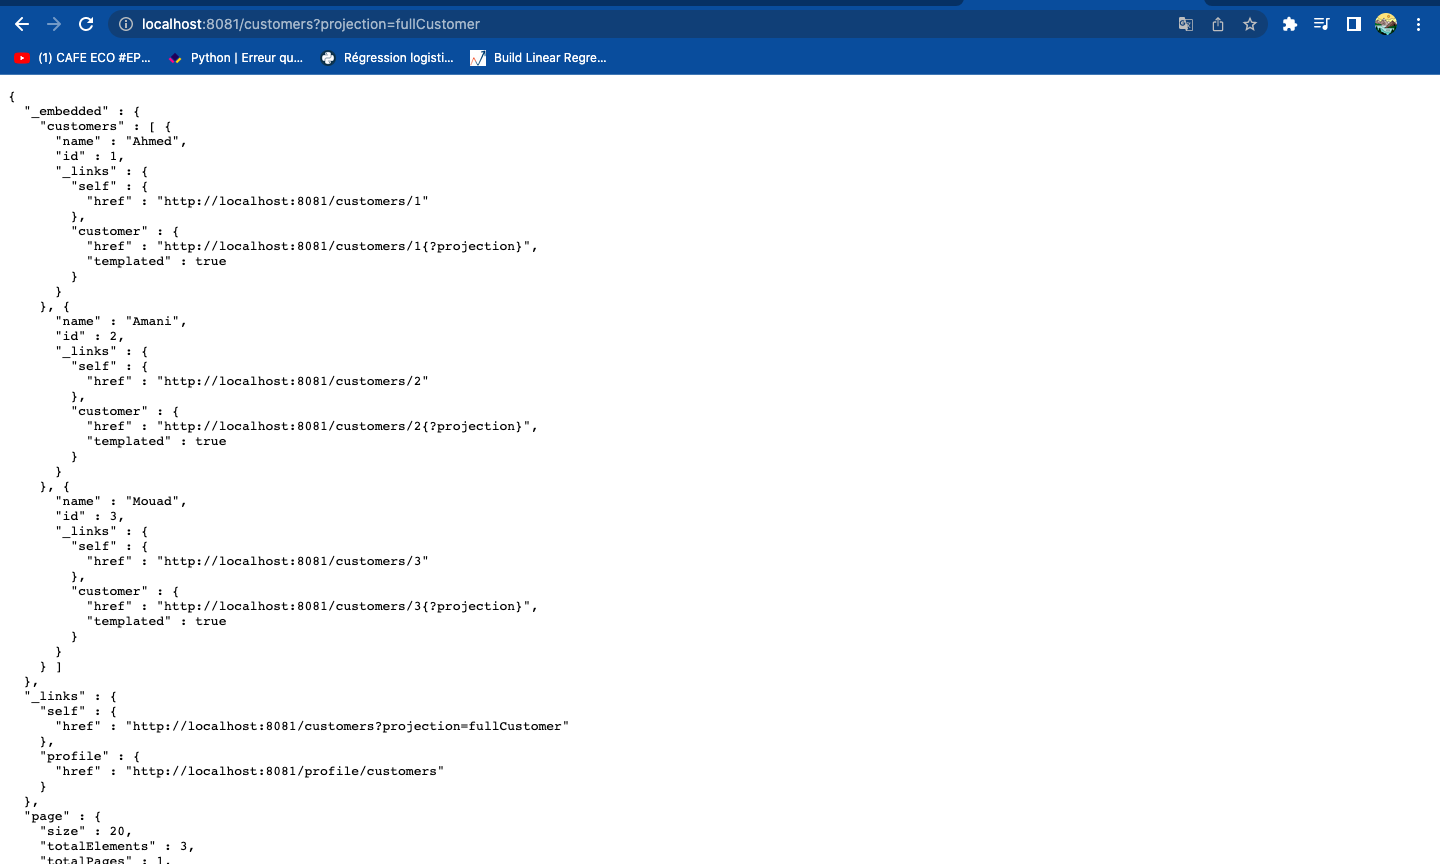 localhost:8081/customers?projection=fullCustomer
(1) CAFE ECO #EP... Python | Erreur qu... Régression logisti... Build Linear Regre...
{
  "_embedded" : {
    "customers" : [ {
      "name" : "Ahmed",
      "id" : 1,
      "_links" : {
        "self" : {
          "href" : "http://localhost:8081/customers/1"
        },
        "customer" : {
          "href" : "http://localhost:8081/customers/1{?projection}",
          "templated" : true
        }
      }
    }, {
      "name" : "Amani",
      "id" : 2,
      "_links" : {
        "self" : {
          "href" : "http://localhost:8081/customers/2"
        },
        "customer" : {
          "href" : "http://localhost:8081/customers/2{?projection}",
          "templated" : true
        }
      }
    }, {
      "name" : "Mouad",
      "id" : 3,
      "_links" : {
        "self" : {
          "href" : "http://localhost:8081/customers/3"
        },
        "customer" : {
          "href" : "http://localhost:8081/customers/3{?projection}",
          "templated" : true
        }
      }
    } ]
  },
  "_links" : {
    "self" : {
      "href" : "http://localhost:8081/customers?projection=fullCustomer"
    },
    "profile" : {
      "href" : "http://localhost:8081/profile/customers"
    }
  },
  "page" : {
    "size" : 20,
    "totalElements" : 3,
    "totalPages" : 1,